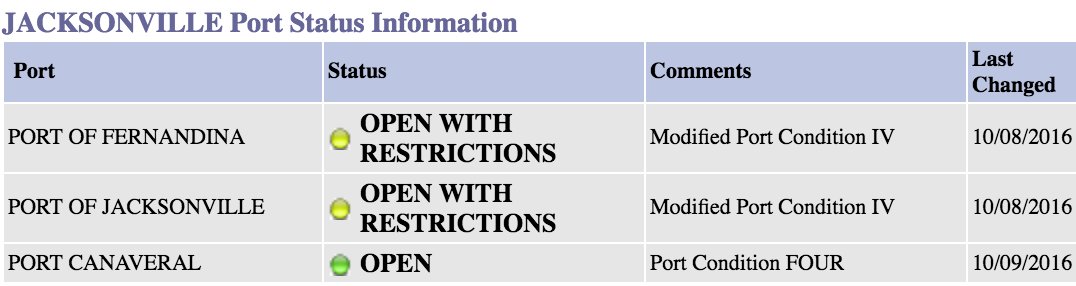 JACKSONVILLE Port Status Information
Port Status Comments Last Changed
PORT OF FERNANDINA OPEN WITH RESTRICTIONS Modified Port Condition IV 10/08/2016
PORT OF JACKSONVILLE OPEN WITH RESTRICTIONS Modified Port Condition IV 10/08/2016
PORT CANAVERAL OPEN Port Condition FOUR 10/09/2016